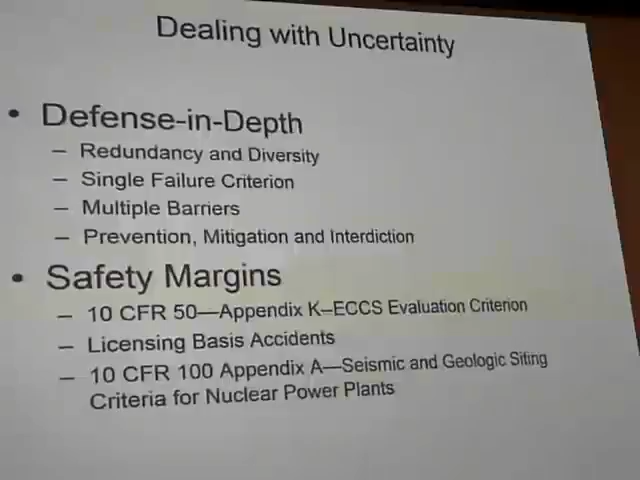 Dealing with Uncertainty
• Defense-in-Depth
– Redundancy and Diversity
– Single Failure Criterion
– Multiple Barriers
– Prevention, Mitigation and Interdiction
• Safety Margins
– 10 CFR 50—Appendix K–ECCS Evaluation Criterion
– Licensing Basis Accidents
– 10 CFR 100 Appendix A—Seismic and Geologic Siting
Criteria for Nuclear Power Plants